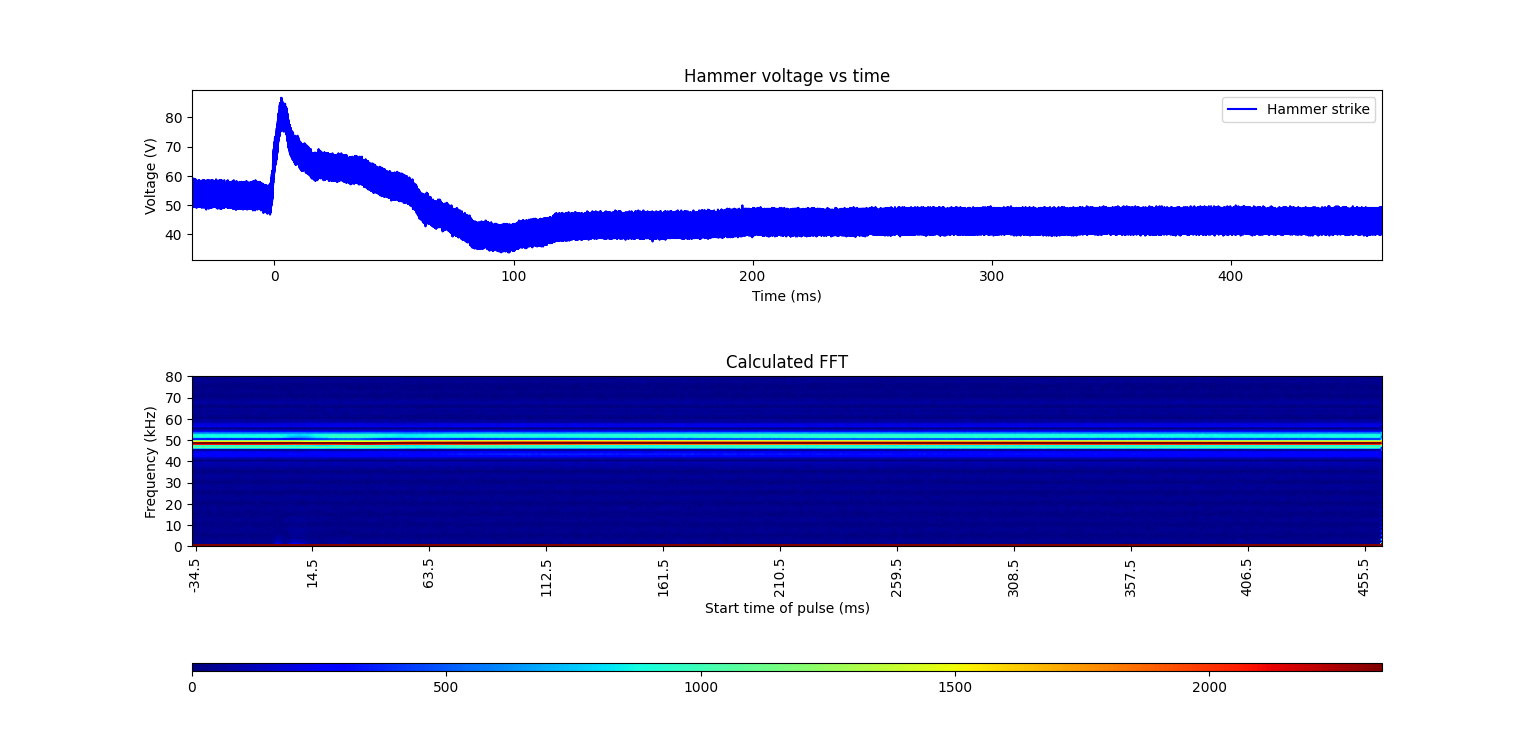 Hammer voltage vs time
Hammer strike
Voltage (V)
80
70
60
50
40
0 100 200 300 400
Time (ms)
Calculated FFT
Frequency (kHz)
80
70
60
50
40
30
20
10
0
-34.5 14.5 63.5 112.5 161.5 210.5 259.5 308.5 357.5 406.5 455.5
Start time of pulse (ms)
0 500 1000 1500 2000